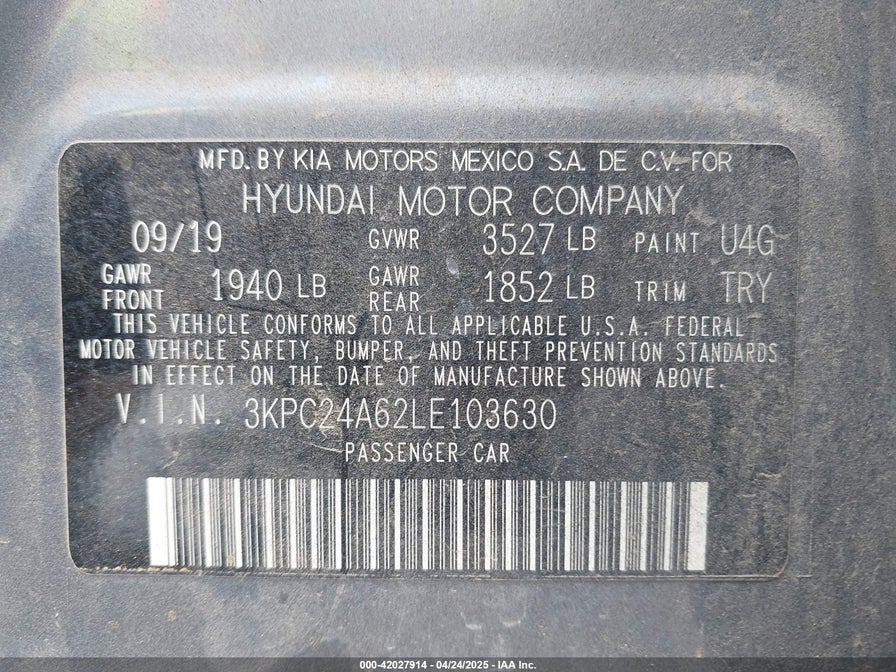 MFD. BY KIA MOTORS MEXICO S.A. DE C.V. FOR
HYUNDAI MOTOR COMPANY
09/19 GVWR 3527 LB PAINT U4G
GAWR FRONT 1940 LB GAWR REAR 1852 LB TRIM TRY
THIS VEHICLE CONFORMS TO ALL APPLICABLE U.S.A. FEDERAL
MOTOR VEHICLE SAFETY, BUMPER, AND THEFT PREVENTION STANDARDS
IN EFFECT ON THE DATE OF MANUFACTURE SHOWN ABOVE.
V.I.N. 3KPC24A62LE103630
PASSENGER CAR
000-42027914 - 04/24/2025 - IAA Inc.